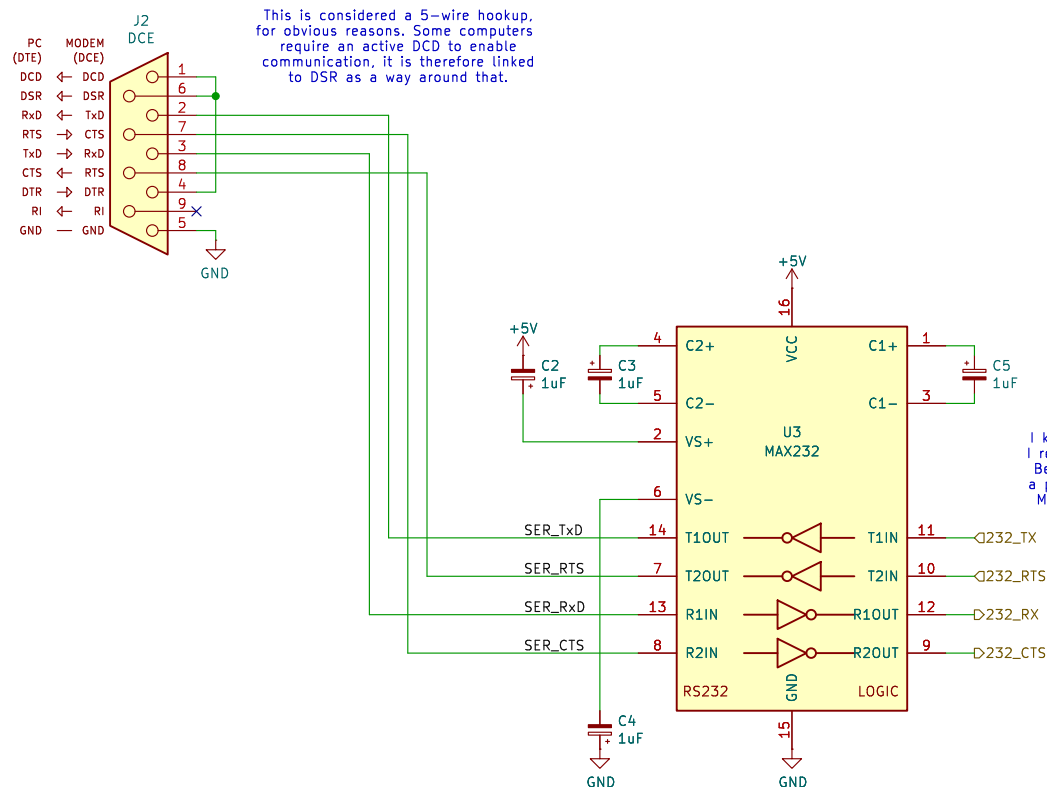 This is considered a 5-wire hookup,
for obvious reasons. Some computers
require an active DCD to enable
communication, it is therefore linked
to DSR as a way around that.
J2
DCE
PC MODEM
(DTE) (DCE)
DCD DCD 1
DSR DSR 6
RxD TxD 2
RTS CTS 7
TxD RxD 3
CTS RTS 8
DTR DTR 4
RI RI 9
GND GND 5
GND
+5V
16
VCC
+5V
C2
1uF
C3
1uF
4 C2+ C1+ 1
C5
1uF
5 C2- C1- 3
U3
MAX232
2 VS+
6 VS-
I k
I r
Be
a p
M
SER_TxD 14 T1OUT T1IN 11 232_TX
SER_RTS 7 T2OUT T2IN 10 232_RTS
SER_RxD 13 R1IN R1OUT 12 232_RX
SER_CTS 8 R2IN R2OUT 9 232_CTS
RS232 GND LOGIC
15
C4
1uF
GND
GND